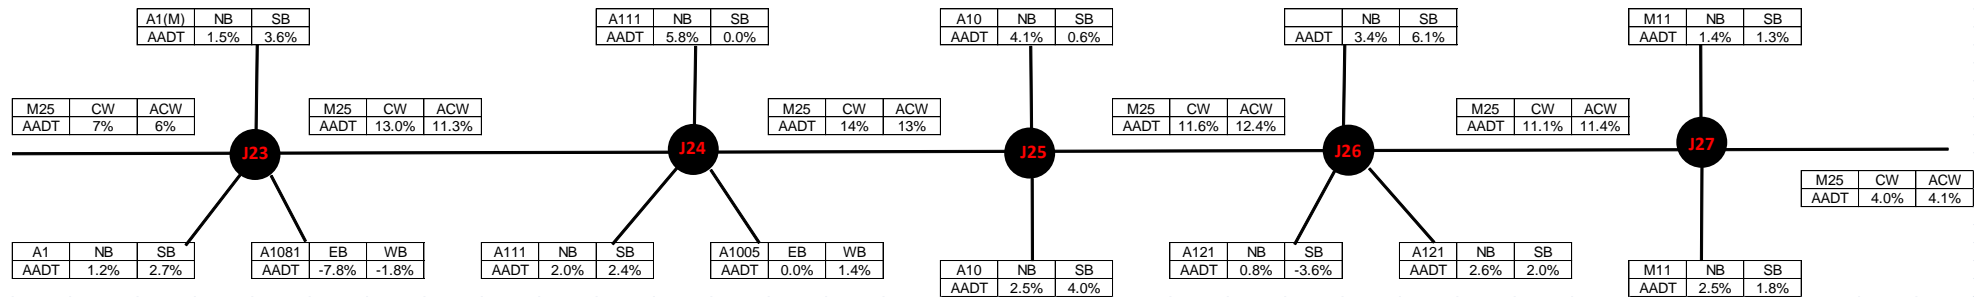 A1(M) NB SB
AADT 1.5% 3.6%
A111 NB SB
AADT 5.8% 0.0%
A10 NB SB
AADT 4.1% 0.6%
NB SB
AADT 3.4% 6.1%
M11 NB SB
AADT 1.4% 1.3%
M25 CW ACW
AADT 7% 6%
M25 CW ACW
AADT 13.0% 11.3%
M25 CW ACW
AADT 14% 13%
M25 CW ACW
AADT 11.6% 12.4%
M25 CW ACW
AADT 11.1% 11.4%
J23
J24
J25
J26
J27
M25 CW ACW
AADT 4.0% 4.1%
A1 NB SB
AADT 1.2% 2.7%
A1081 EB WB
AADT -7.8% -1.8%
A111 NB SB
AADT 2.0% 2.4%
A1005 EB WB
AADT 0.0% 1.4%
A10 NB SB
AADT 2.5% 4.0%
A121 NB SB
AADT 0.8% -3.6%
A121 NB SB
AADT 2.6% 2.0%
M11 NB SB
AADT 2.5% 1.8%